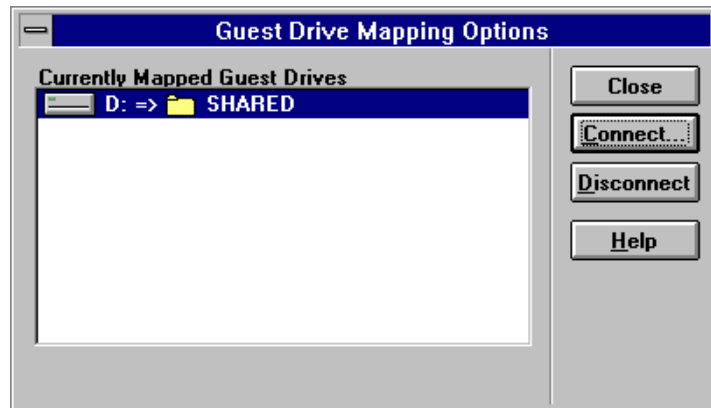 Guest Drive Mapping Options
Currently Mapped Guest Drives
D: => SHARED
Close
Connect...
Disconnect
Help